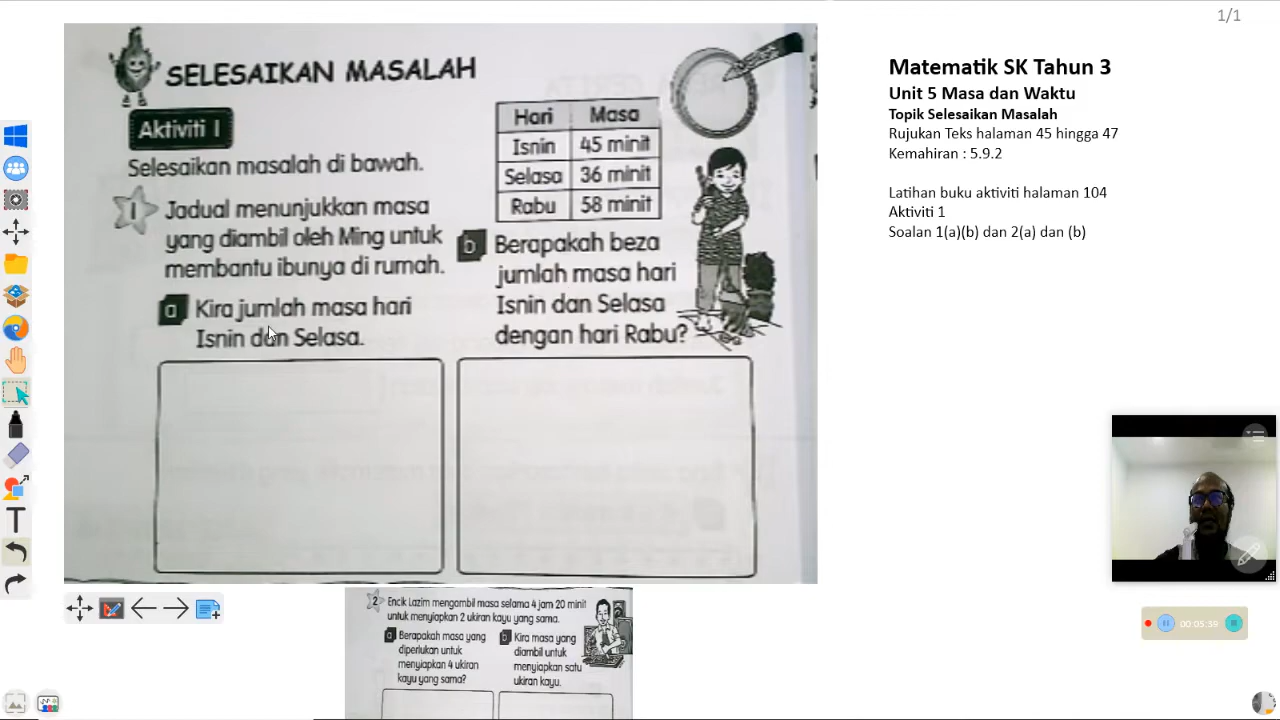 1/1
SELESAIKAN MASALAH
Aktiviti 1
Selesaikan masalah di bawah.
1 Jadual menunjukkan masa
yang diambil oleh Ming untuk
membantu ibunya di rumah.
a Kira jumlah masa hari
Isnin dan Selasa.
Hari Masa
Isnin 45 minit
Selasa 36 minit
Rabu 58 minit
b Berapakah beza
jumlah masa hari
Isnin dan Selasa
dengan hari Rabu?
2 Encik Lazim mengambil masa selama 4 jam 20 minit
untuk menyiapkan 2 ukiran kayu yang sama.
a Berapakah masa yang
diperlukan untuk
menyiapkan 4 ukiran
kayu yang sama?
b Kira masa yang
diambil untuk
menyiapkan satu
ukiran kayu.
Matematik SK Tahun 3
Unit 5 Masa dan Waktu
Topik Selesaikan Masalah
Rujukan Teks halaman 45 hingga 47
Kemahiran : 5.9.2
Latihan buku aktiviti halaman 104
Aktiviti 1
Soalan 1(a)(b) dan 2(a) dan (b)
00:05:59